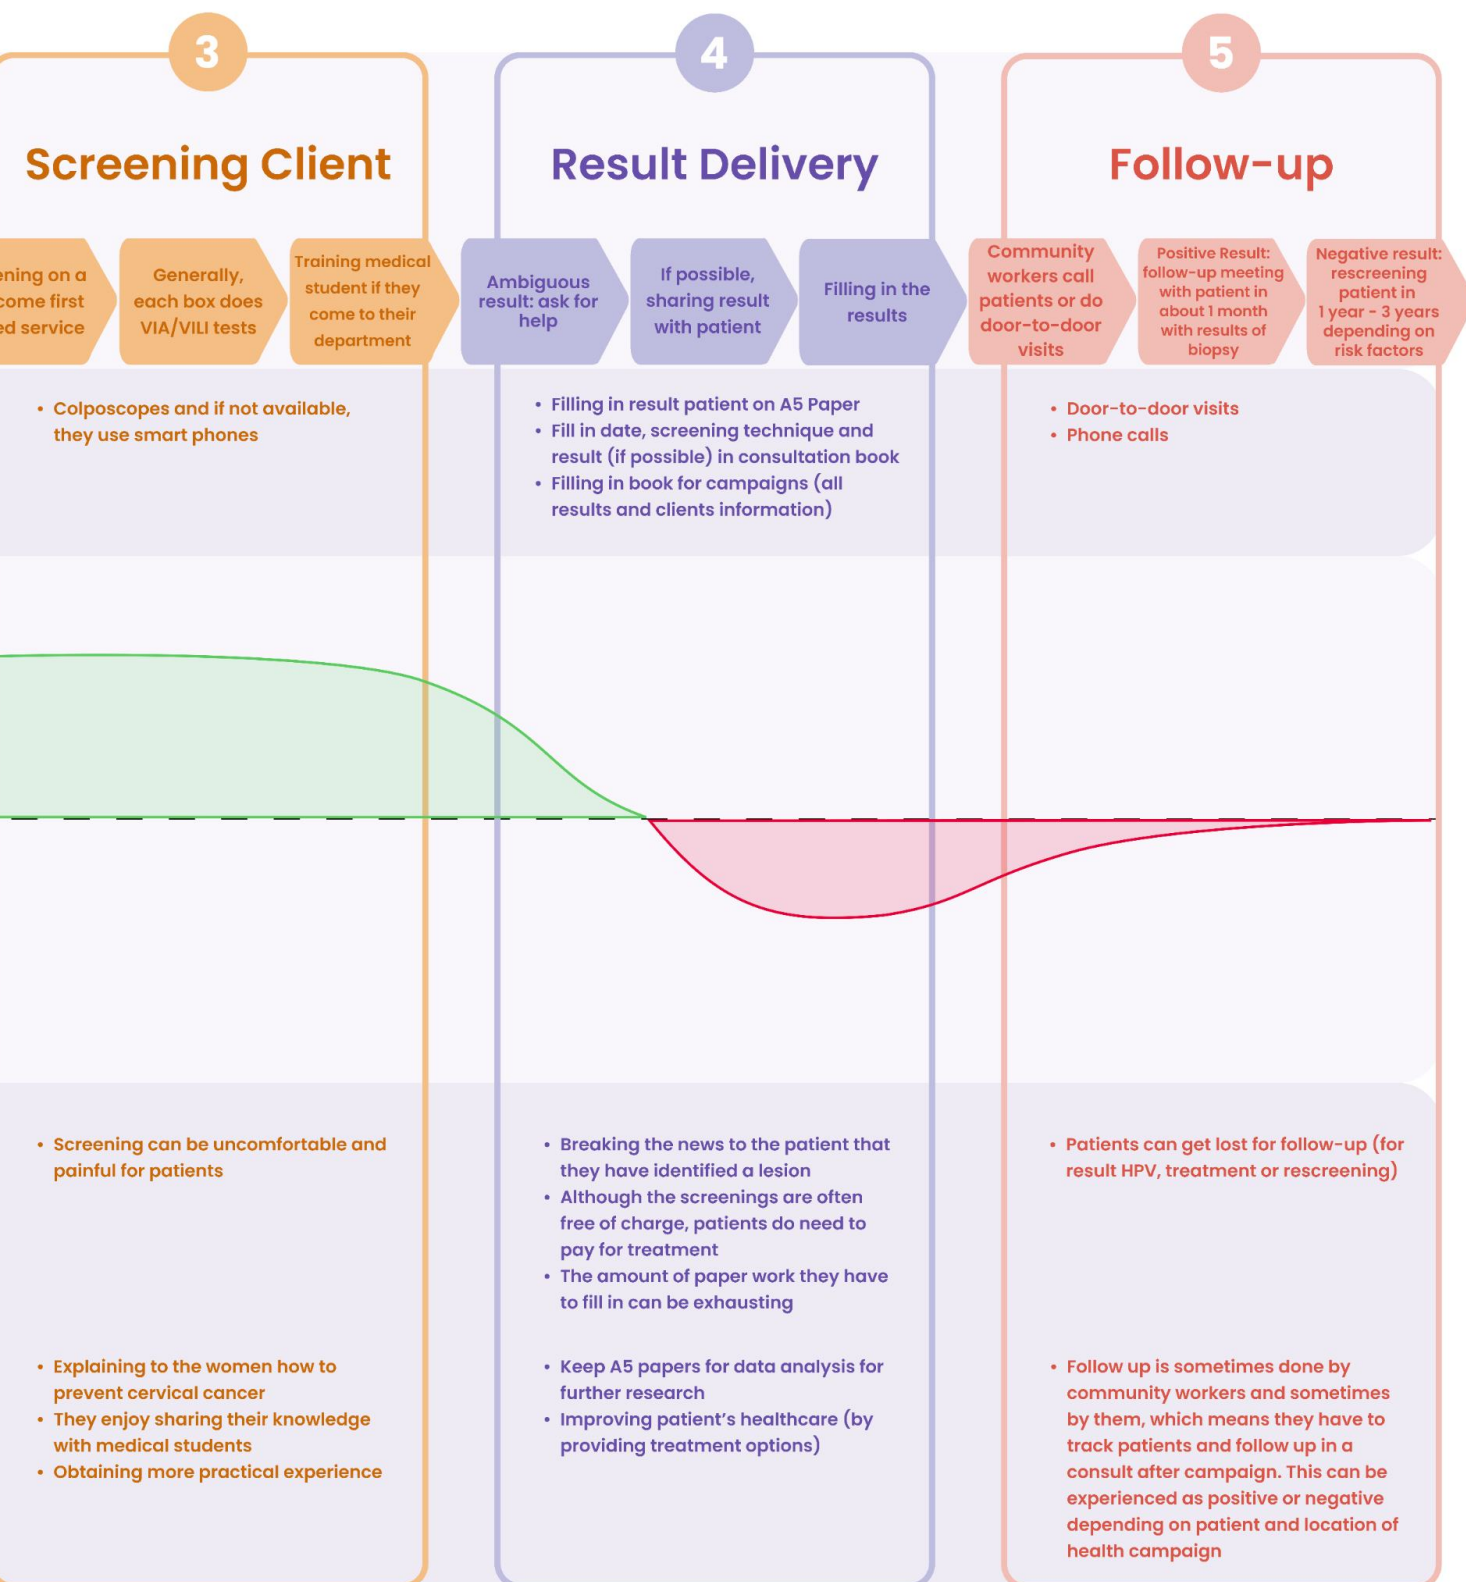 3
Screening Client
ening on a
come first
ed service
Generally,
each box does
VIA/VILI tests
Training medical
student if they
come to their
department
• Colposcopes and if not available,
they use smart phones
• Screening can be uncomfortable and
painful for patients
• Explaining to the women how to
prevent cervical cancer
• They enjoy sharing their knowledge
with medical students
• Obtaining more practical experience
4
Result Delivery
Ambiguous
result: ask for
help
If possible,
sharing result
with patient
Filling in the
results
• Filling in result patient on A5 Paper
• Fill in date, screening technique and
result (if possible) in consultation book
• Filling in book for campaigns (all
results and clients information)
• Breaking the news to the patient that
they have identified a lesion
• Although the screenings are often
free of charge, patients do need to
pay for treatment
• The amount of paper work they have
to fill in can be exhausting
• Keep A5 papers for data analysis for
further research
• Improving patient's healthcare (by
providing treatment options)
5
Follow-up
Community
workers call
patients or do
door-to-door
visits
Positive Result:
follow-up meeting
with patient in
about 1 month
with results of
biopsy
Negative result:
rescreening
patient in
1 year - 3 years
depending on
risk factors
• Door-to-door visits
• Phone calls
• Patients can get lost for follow-up (for
result HPV, treatment or rescreening)
• Follow up is sometimes done by
community workers and sometimes
by them, which means they have to
track patients and follow up in a
consult after campaign. This can be
experienced as positive or negative
depending on patient and location of
health campaign